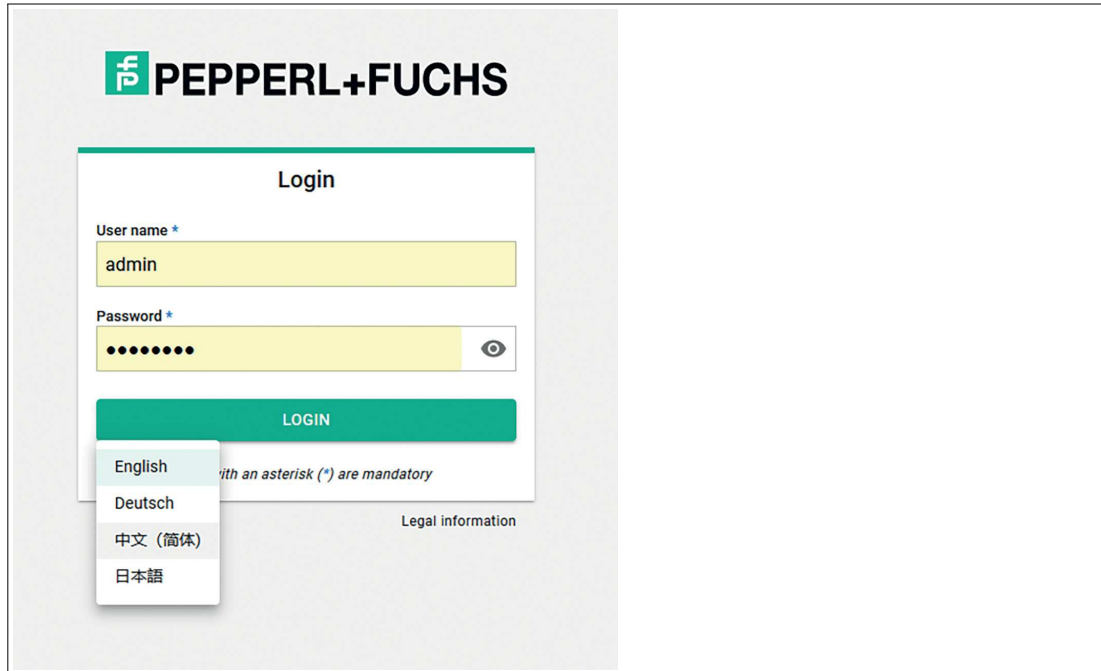 PEPPERL+FUCHS
Login
User name *
admin
Password *
••••••••
LOGIN
with an asterisk (*) are mandatory
English
Deutsch
中文（简体)
日本語
Legal information